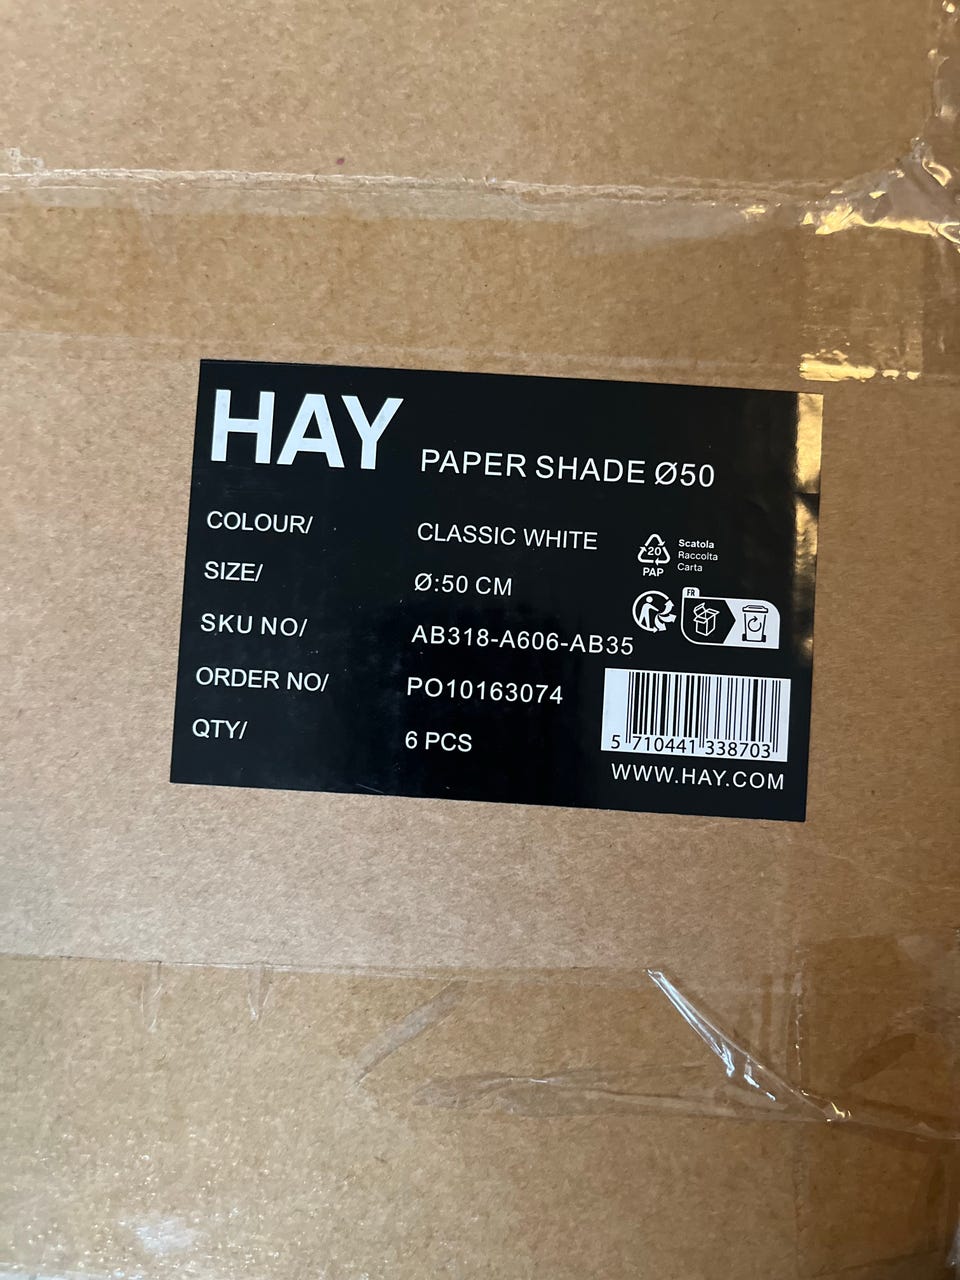 HAY PAPER SHADE Ø50
COLOUR/ CLASSIC WHITE
SIZE/ Ø:50 CM
SKU NO/ AB318-A606-AB35
ORDER NO/ PO10163074
QTY/ 6 PCS
20
PAP
Scatola
Raccolta
Carta
FR
5 710441 338703
WWW.HAY.COM